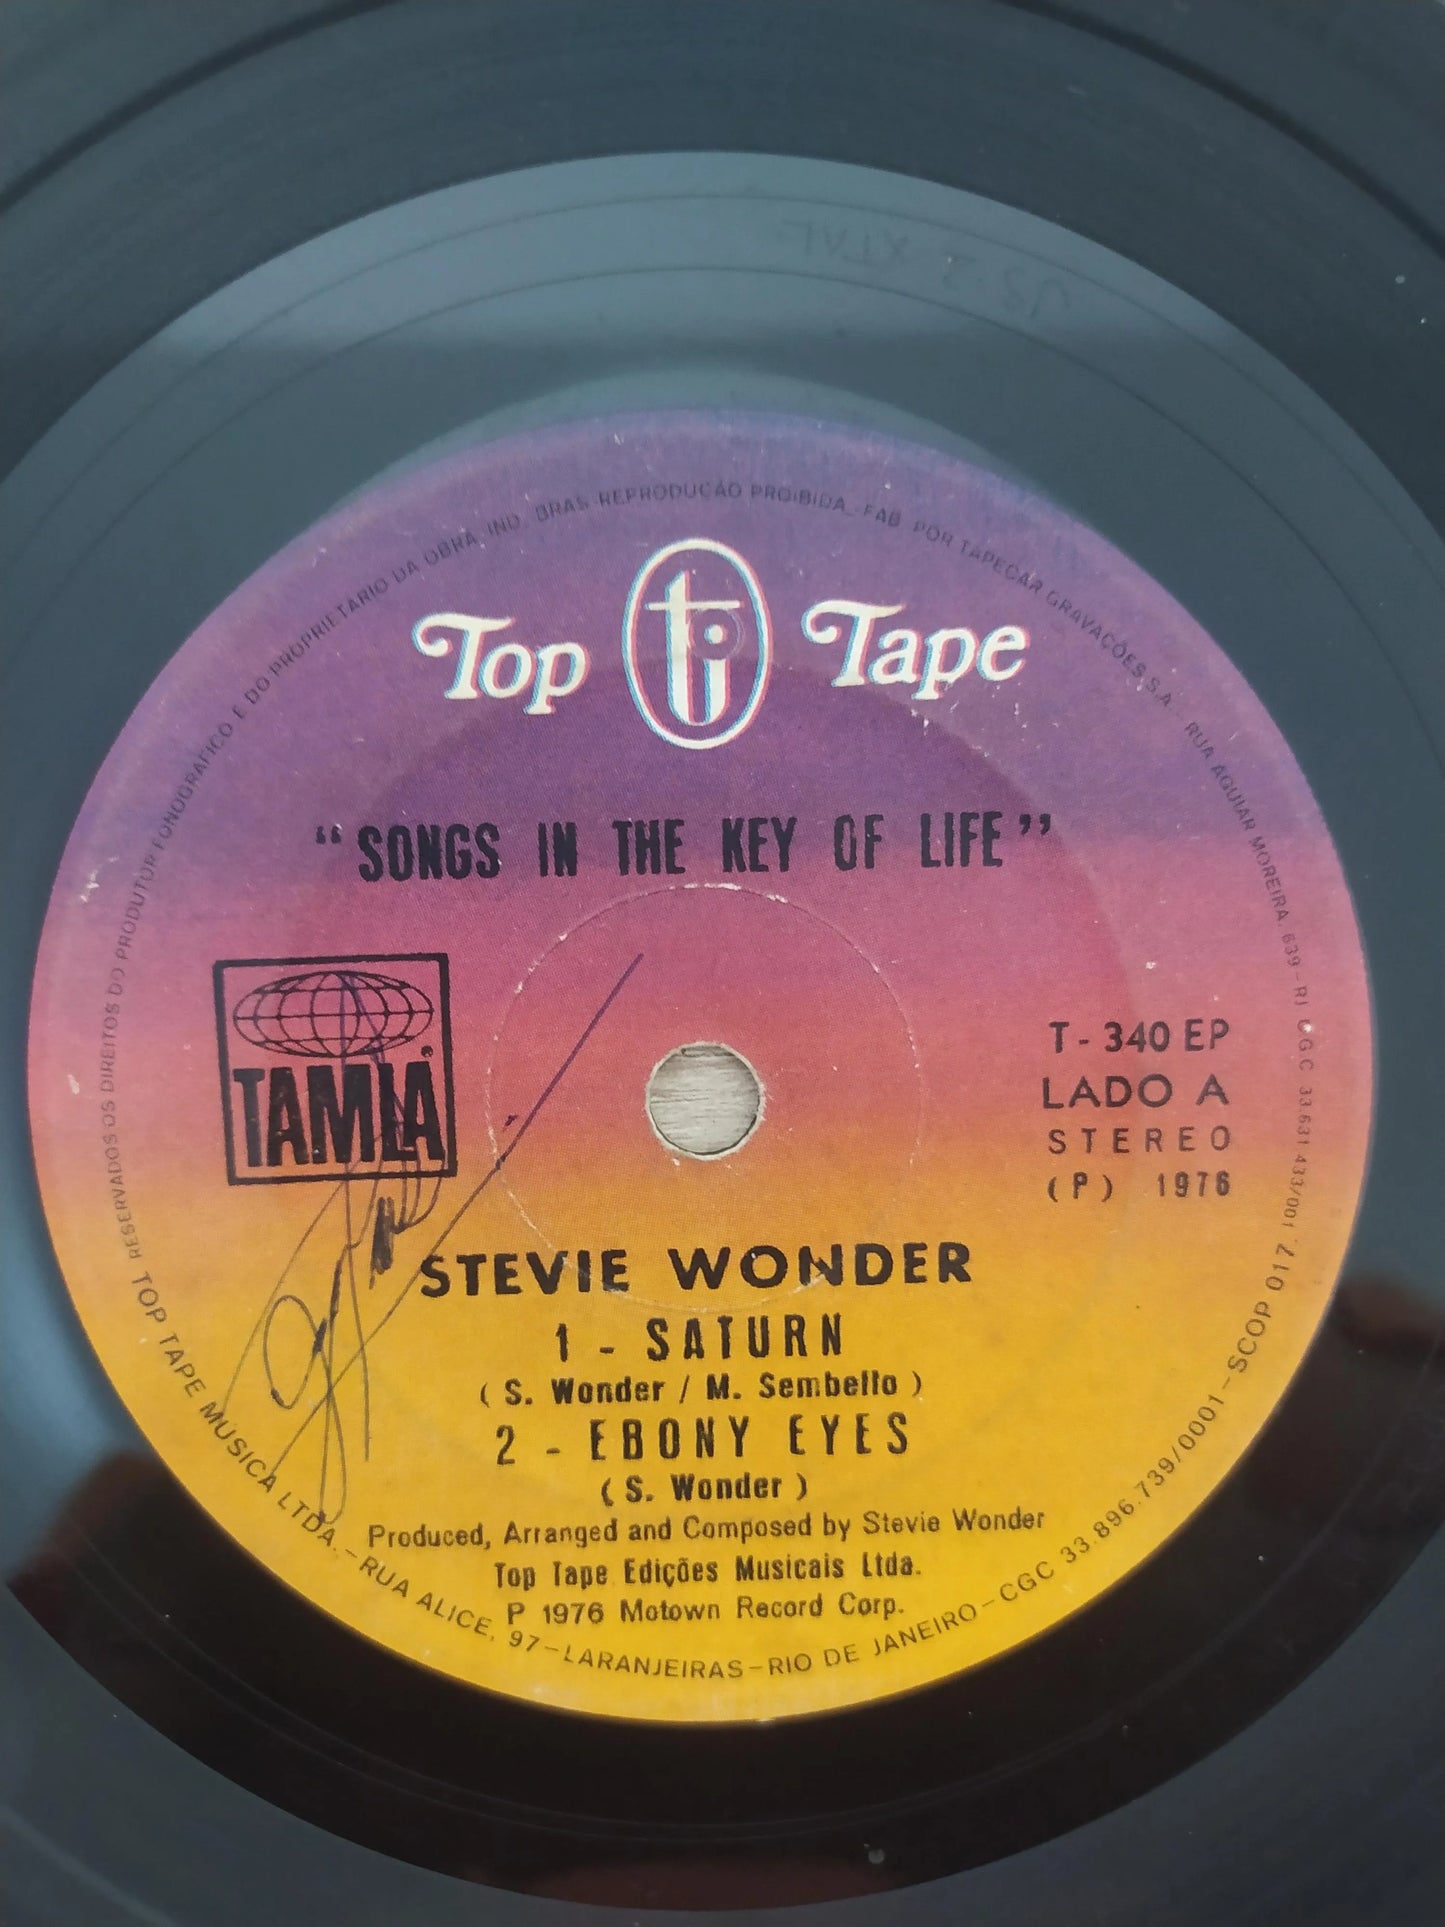 RESERVADOS OS DIREITOS DO PRODUTOR FONOGRÁFICO E DO PROPRIETÁRIO DA OBRA. IND. BRAS. REPRODUÇÃO PROIBIDA. FAB. POR TAPECAR GRAVAÇÕES S.A. - RUA AGUIAR MOREIRA, 639 - RJ CGC 33.631.433/001
Top ti Tape
"SONGS IN THE KEY OF LIFE"
TAMLA
T - 340 EP
LADO A
STEREO
(P) 1976
STEVIE WONDER
1 - SATURN
(S. Wonder / M. Sembello)
2 - EBONY EYES
(S. Wonder)
Produced, Arranged and Composed by Stevie Wonder
Top Tape Edições Musicais Ltda.
P 1976 Motown Record Corp.
TOP TAPE MÚSICA LTDA. - RUA ALICE, 97 - LARANJEIRAS - RIO DE JANEIRO - CGC 33.896.739/0001 - SCOP 017